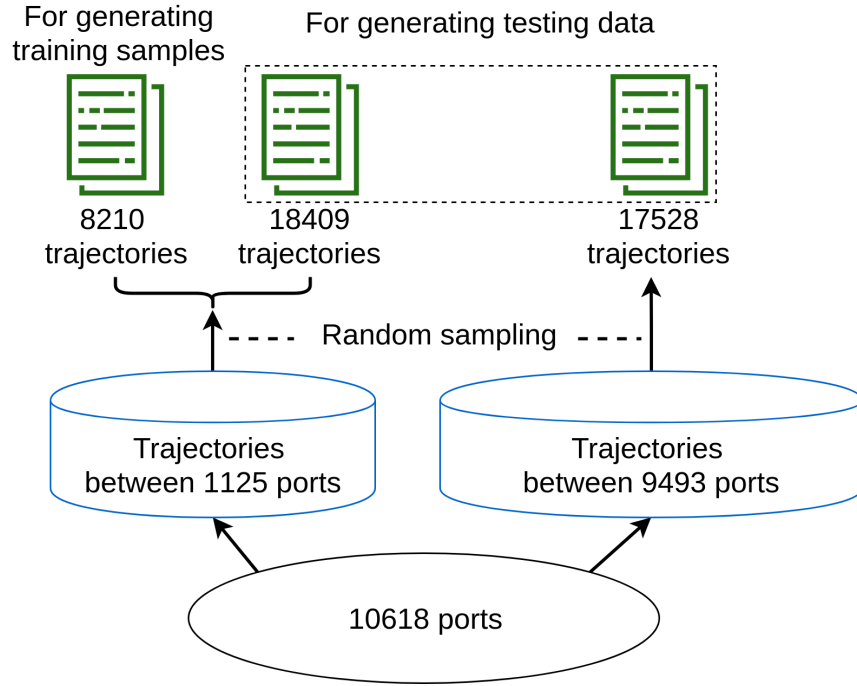 For generating
training samples
For generating testing data
8210
trajectories
18409
trajectories
17528
trajectories
Random sampling
Trajectories
between 1125 ports
Trajectories
between 9493 ports
10618 ports